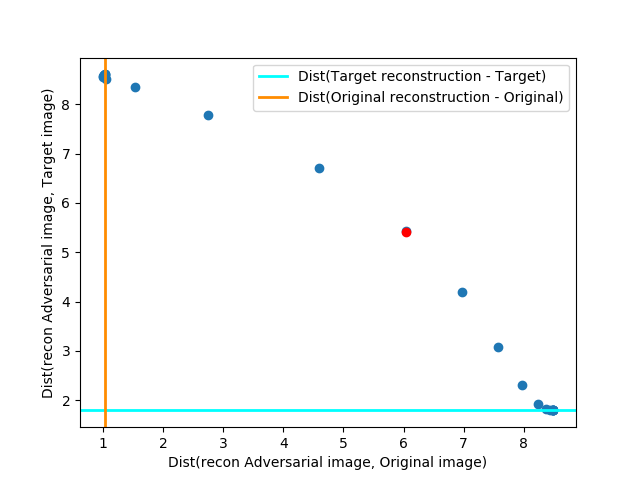 Dist(Target reconstruction - Target)
Dist(Original reconstruction - Original)
Dist(recon Adversarial image, Target image)
8
7
6
5
4
3
2
1 2 3 4 5 6 7 8
Dist(recon Adversarial image, Original image)